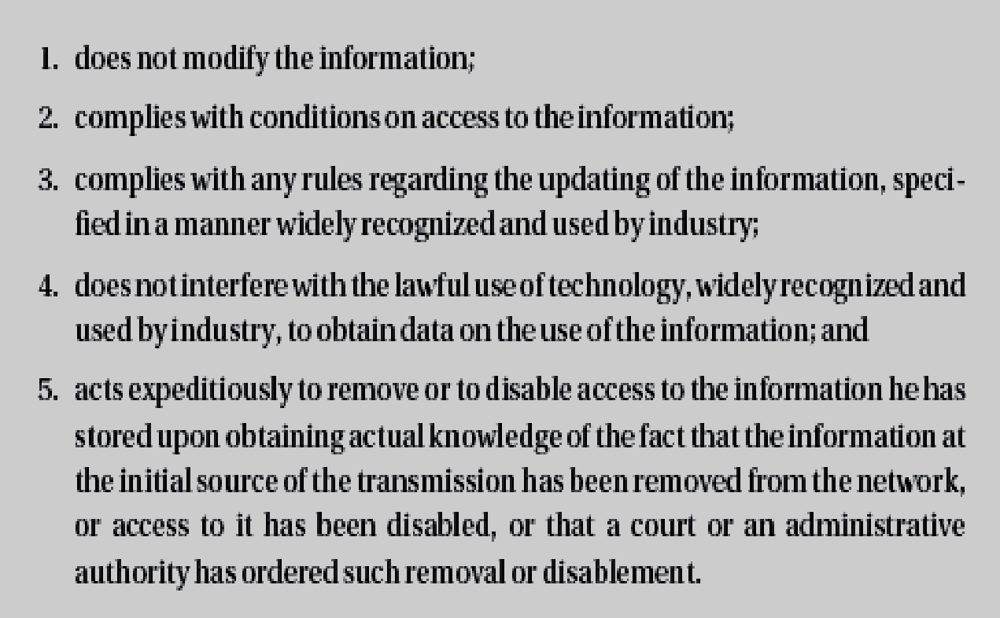 1. does not modify the information;
2. complies with conditions on access to the information;
3. complies with any rules regarding the updating of the information, speci-
fied in a manner widely recognized and used by industry;
4. does not interfere with the lawful use of technology, widely recognized and
used by industry, to obtain data on the use of the information; and
5. acts expeditiously to remove or to disable access to the information he has
stored upon obtaining actual knowledge of the fact that the information at
the initial source of the transmission has been removed from the network,
or access to it has been disabled, or that a court or an administrative
authority has ordered such removal or disablement.